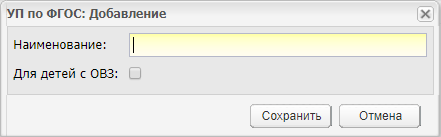 УП по ФГОС: Добавление
Наименование:
Для детей с ОВЗ:
Сохранить Отмена